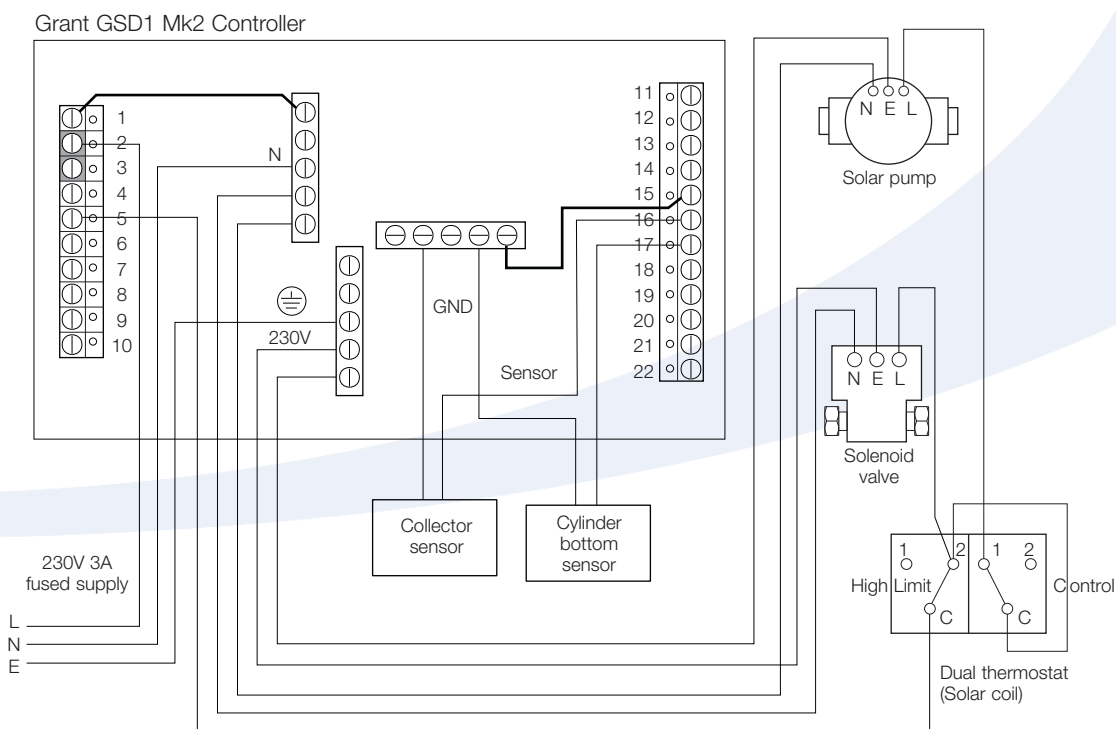 Grant GSD1 Mk2 Controller
1
2
3
4
5
6
7
8
9
10
N
230V
GND
Sensor
11
12
13
14
15
16
17
18
19
20
21
22
N E L
Solar pump
N E L
Solenoid
valve
Collector
sensor
Cylinder
bottom
sensor
230V 3A
fused supply
L
N
E
1 2 1 2
High Limit Control
C C
Dual thermostat
(Solar coil)